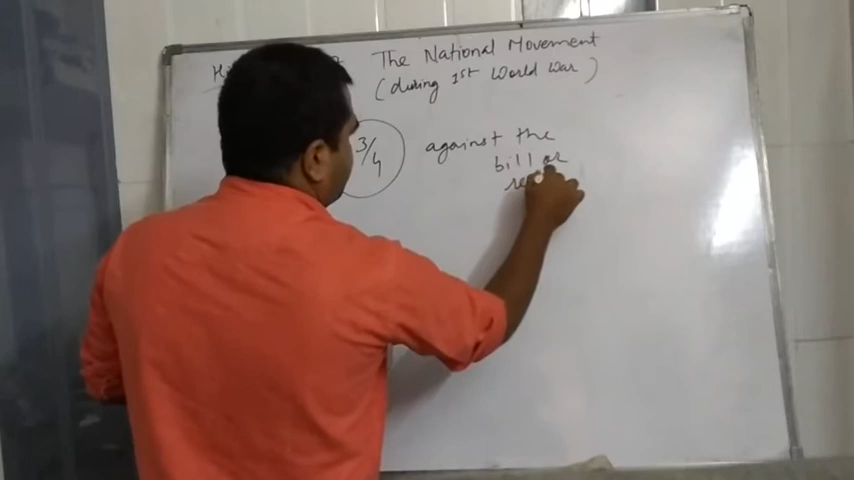 The National Movement
(during 1st World War)
3/4
against the
bill or